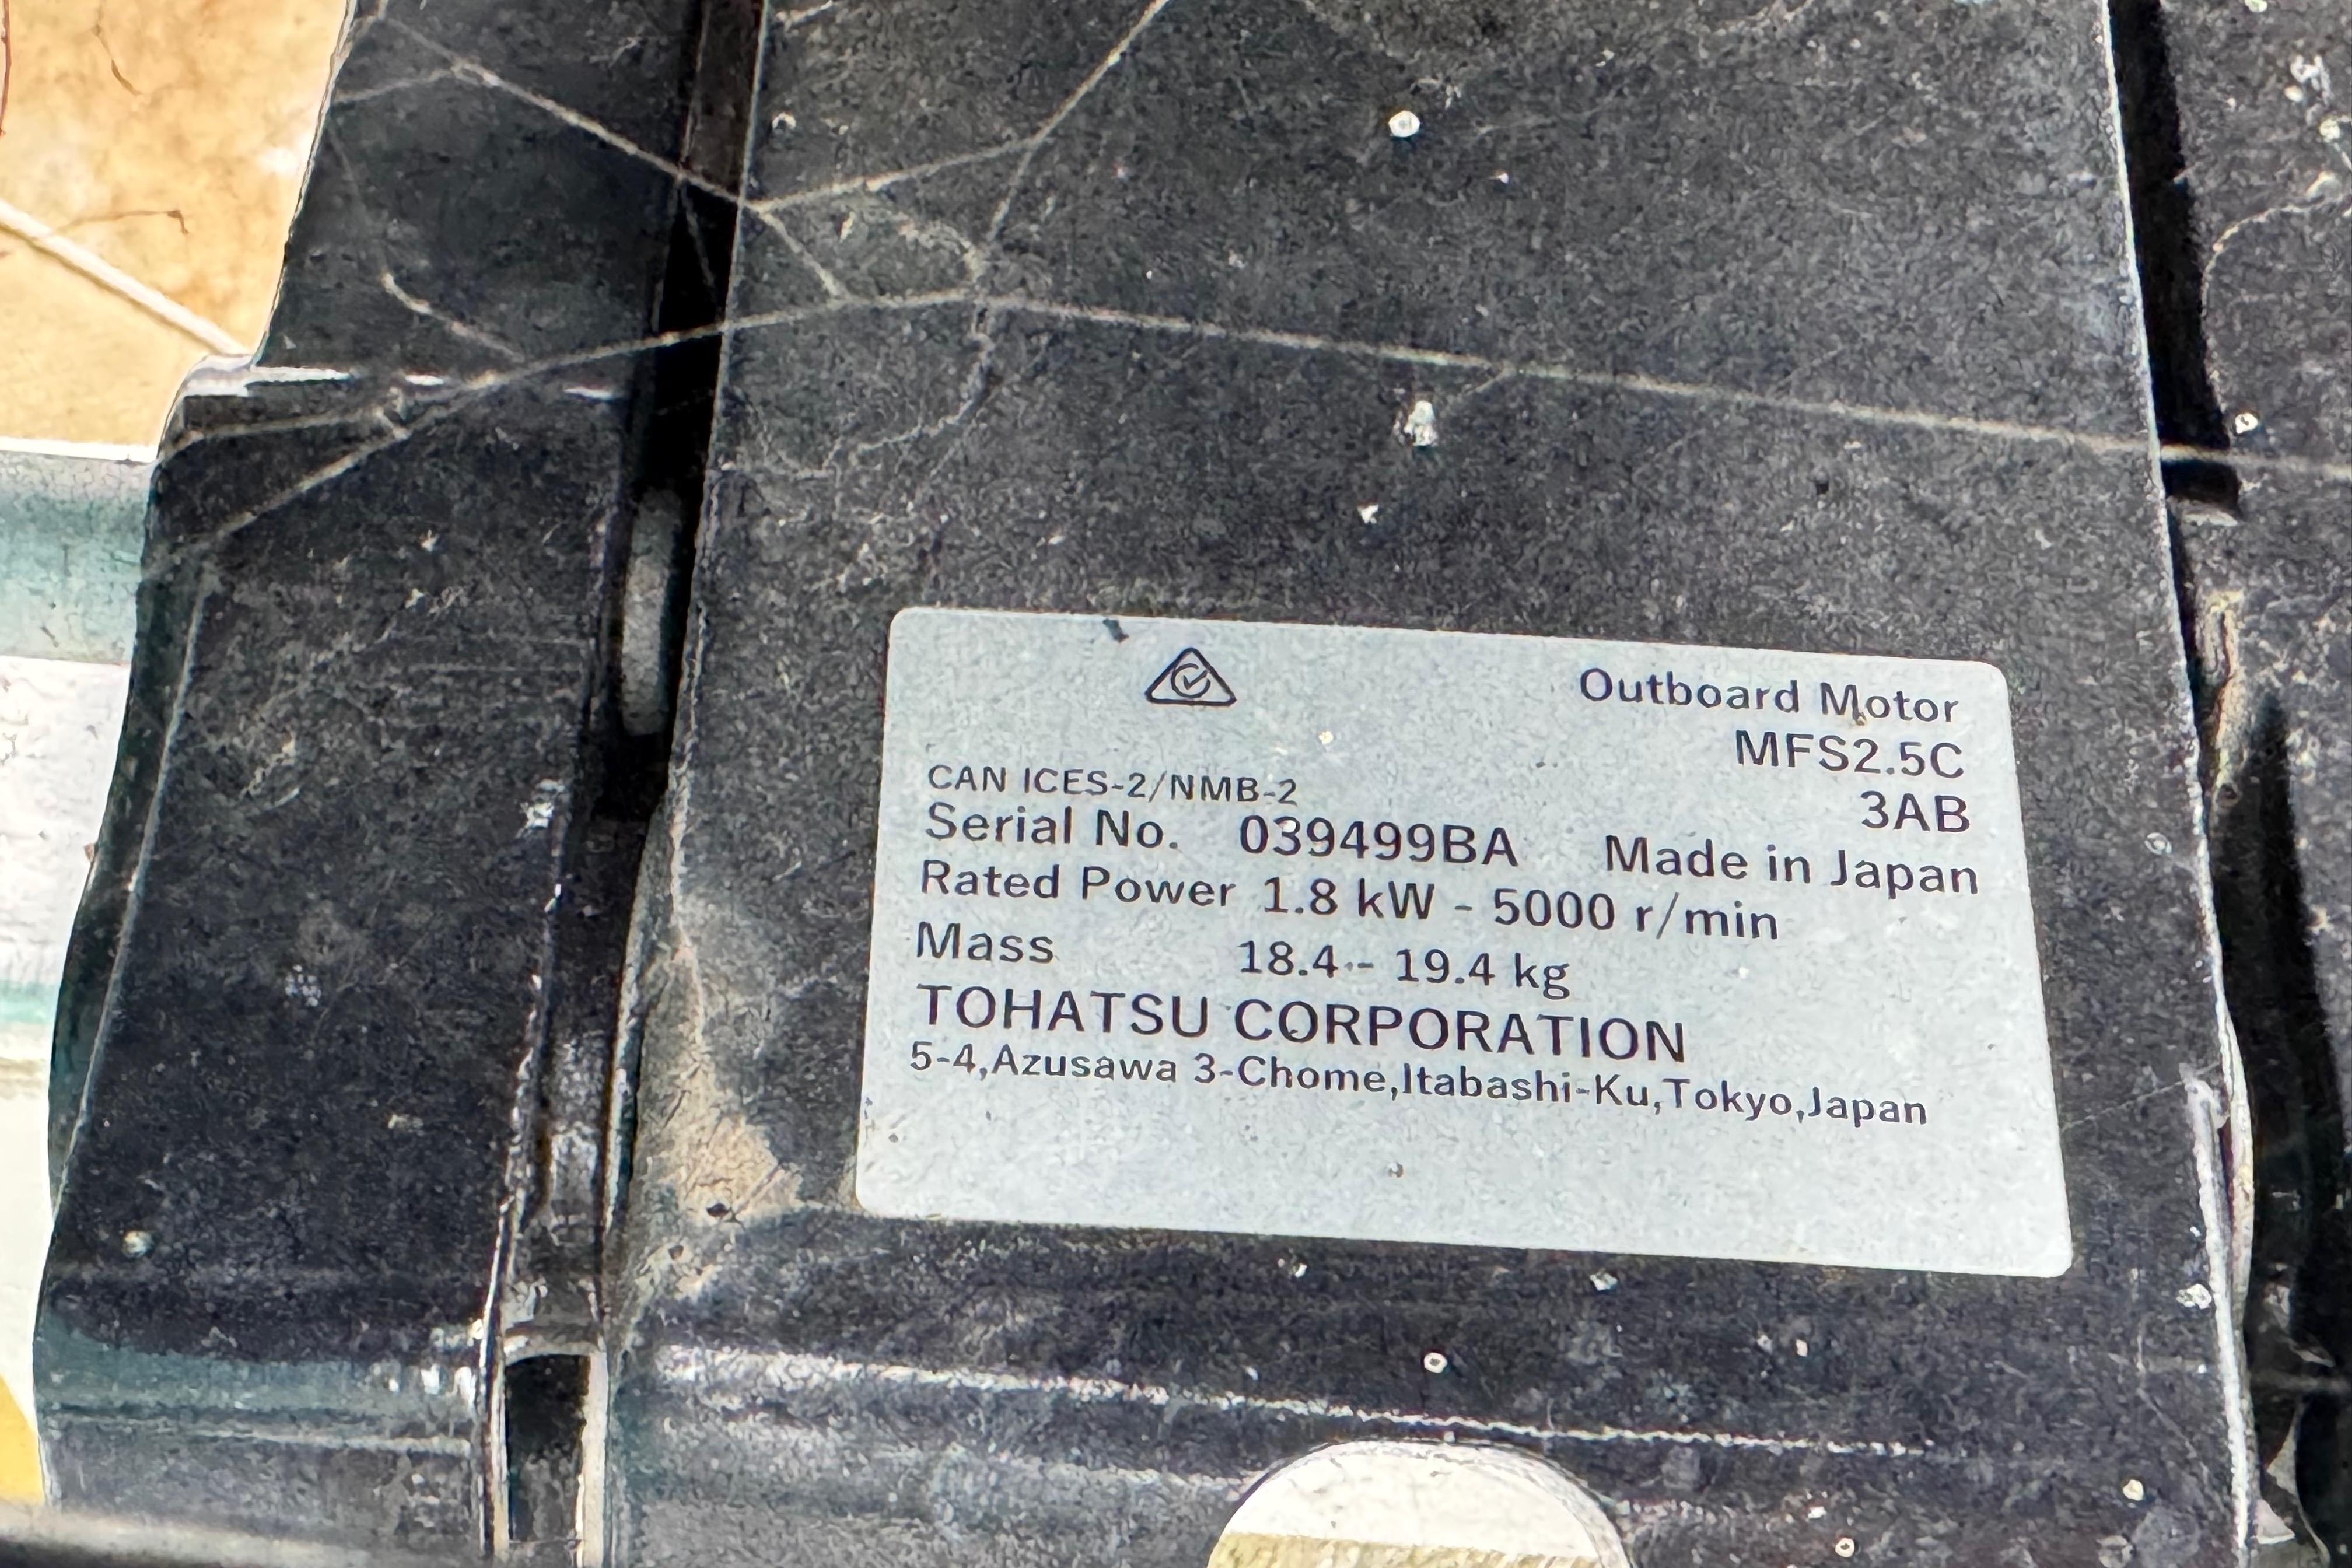 Outboard Motor
MFS2.5C
3AB
CAN ICES-2/NMB-2
Serial No. 039499BA Made in Japan
Rated Power 1.8 kW - 5000 r/min
Mass 18.4 - 19.4 kg
TOHATSU CORPORATION
5-4,Azusawa 3-Chome,Itabashi-Ku,Tokyo,Japan